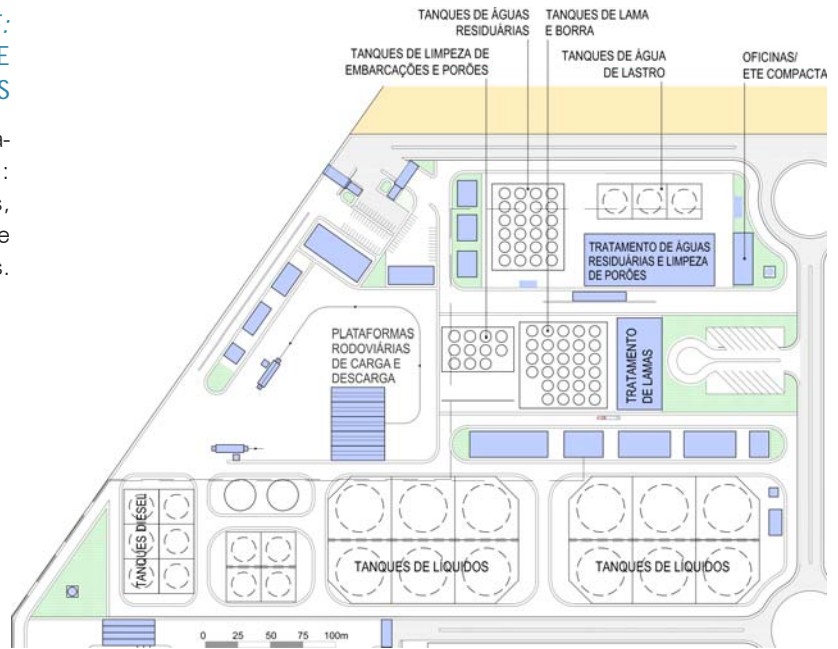 T:
E
S
a-
:
s,
e
s.
TANQUES DE ÁGUAS
RESIDUÁRIAS
TANQUES DE LAMA
E BORRA
TANQUES DE LIMPEZA DE
EMBARCAÇÕES E PORÕES
TANQUES DE ÁGUA
DE LASTRO
OFICINAS/
ETE COMPACTA
TRATAMENTO DE ÁGUAS
RESIDUÁRIAS E LIMPEZA
DE PORÕES
PLATAFORMAS
RODOVIÁRIAS
DE CARGA E
DESCARGA
TRATAMENTO
DE LAMAS
TANQUES DIESEL
TANQUES DE LÍQUIDOS
TANQUES DE LÍQUIDOS
0 25 50 75 100m